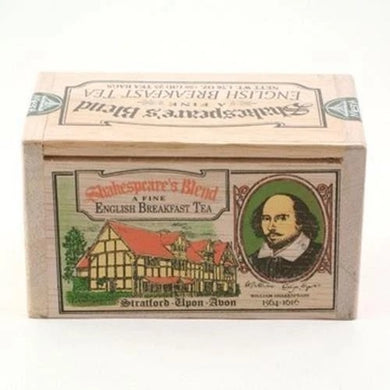 Shakespeare's Blend
A FINE
ENGLISH BREAKFAST TEA
Shakespeare's Blend
A FINE
ENGLISH BREAKFAST TEA
Stratford-Upon-Avon
WILLIAM SHAKESPEARE
1564-1616